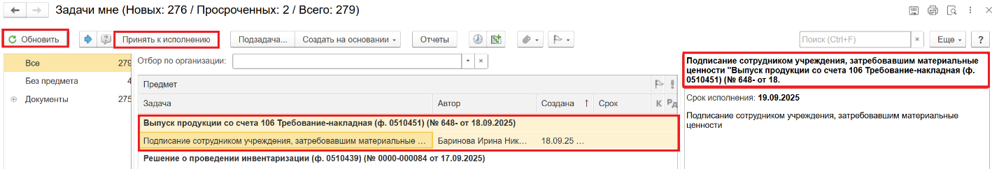 Задачи мне (Новых: 276 / Просроченных: 2 / Всего: 279)
Обновить Принять к исполнению Подзадача... Создать на основании Отчеты Поиск (Ctrl+F) × Еще ?
Все 279
Без предмета 4
Документы 275
Отбор по организации: ×
Предмет
Задача Автор Создана ↑ Срок К Рд
Выпуск продукции со счета 106 Требование-накладная (ф. 0510451) (№ 648- от 18.09.2025)
Подписание сотрудником учреждения, затребовавшим материальные ... Баринова Ирина Ник... 18.09.25 ...
Решение о проведении инвентаризации (ф. 0510439) (№ 0000-000084 от 17.09.2025)
Подписание сотрудником учреждения, затребовавшим материальные
ценности "Выпуск продукции со счета 106 Требование-накладная (ф.
0510451) (№ 648- от 18.
Срок исполнения: 19.09.2025
Подписание сотрудником учреждения, затребовавшим материальные
ценности